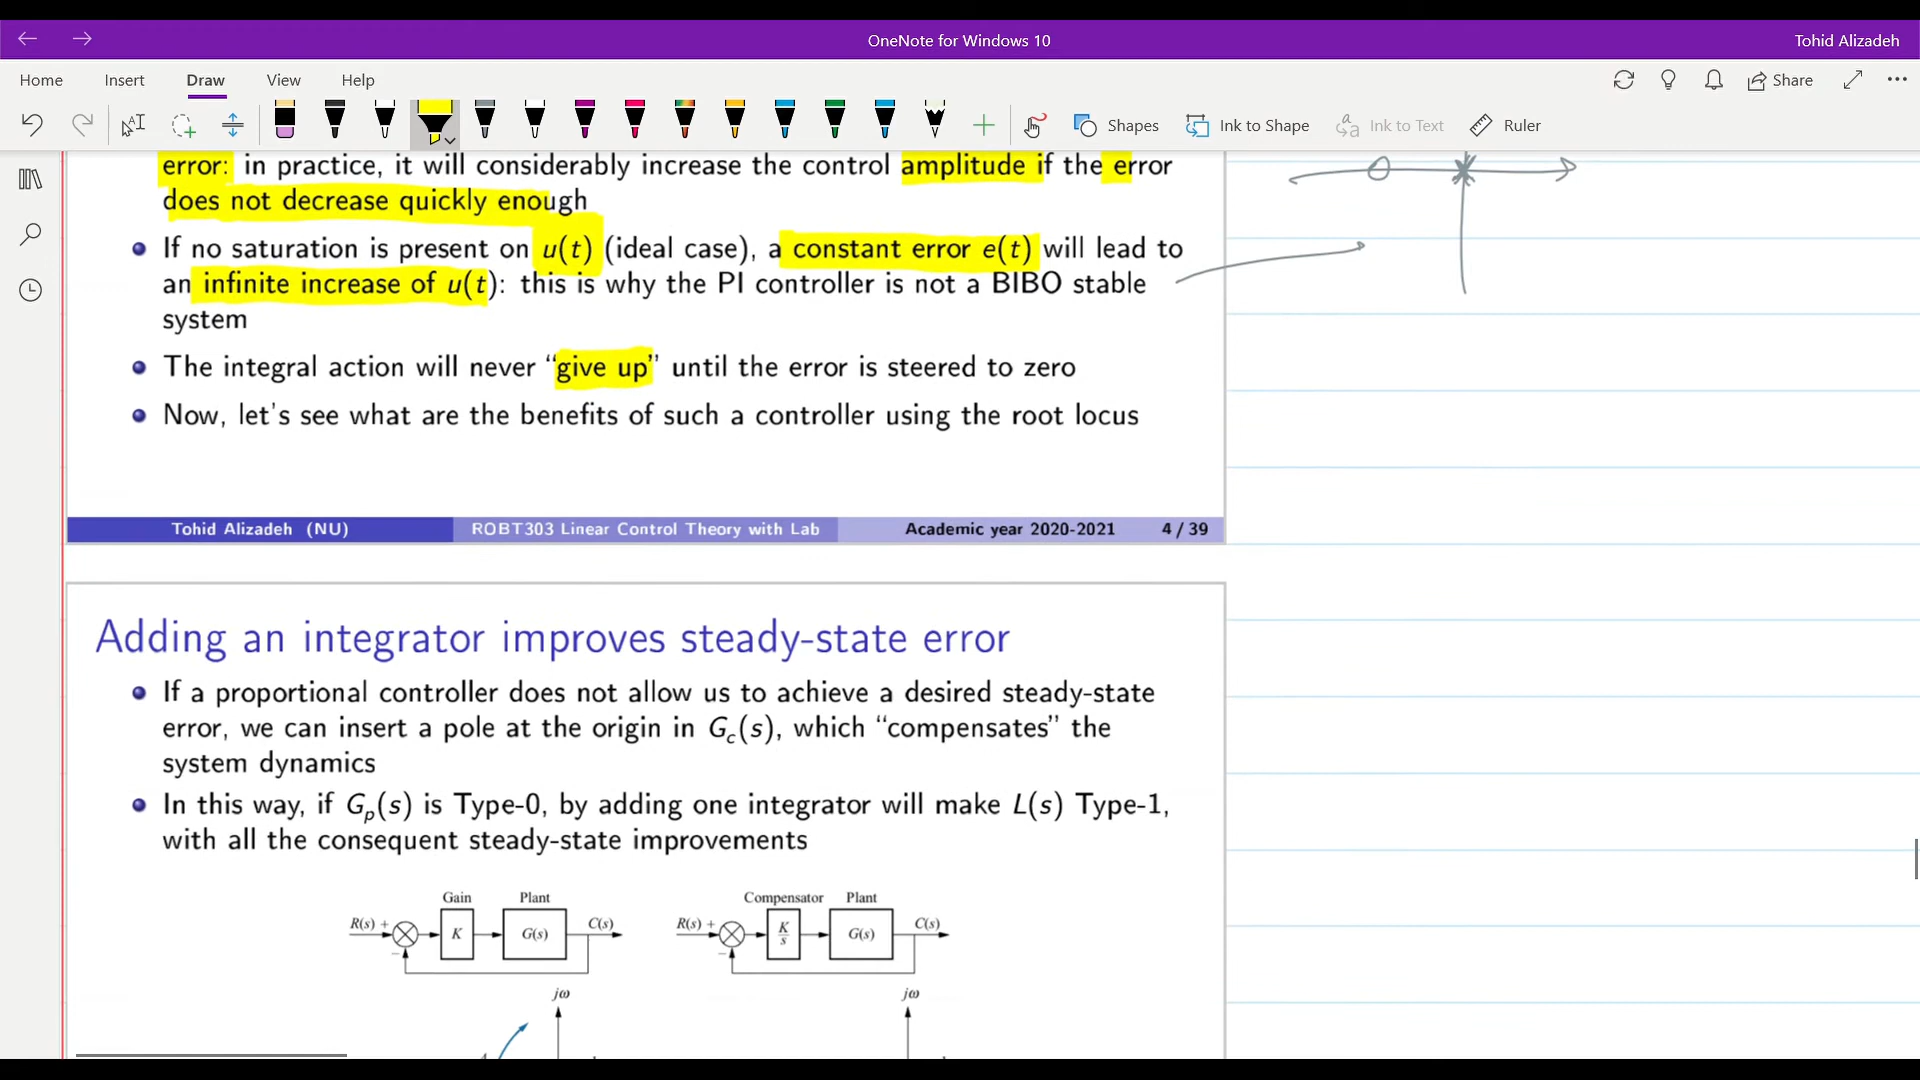 OneNote for Windows 10
Tohid Alizadeh
Home Insert Draw View Help
Share
Shapes Ink to Shape Ink to Text Ruler
error: in practice, it will considerably increase the control amplitude if the error
does not decrease quickly enough
If no saturation is present on u(t) (ideal case), a constant error e(t) will lead to
an infinite increase of u(t): this is why the PI controller is not a BIBO stable
system
The integral action will never “give up” until the error is steered to zero
Now, let's see what are the benefits of such a controller using the root locus
Tohid Alizadeh (NU) ROBT303 Linear Control Theory with Lab Academic year 2020-2021 4 / 39
Adding an integrator improves steady-state error
If a proportional controller does not allow us to achieve a desired steady-state
error, we can insert a pole at the origin in G_c(s), which “compensates” the
system dynamics
In this way, if G_p(s) is Type-0, by adding one integrator will make L(s) Type-1,
with all the consequent steady-state improvements
Gain Plant Compensator Plant
R(s) + K G(s) C(s) R(s) + K/s G(s) C(s)
− −
jω jω